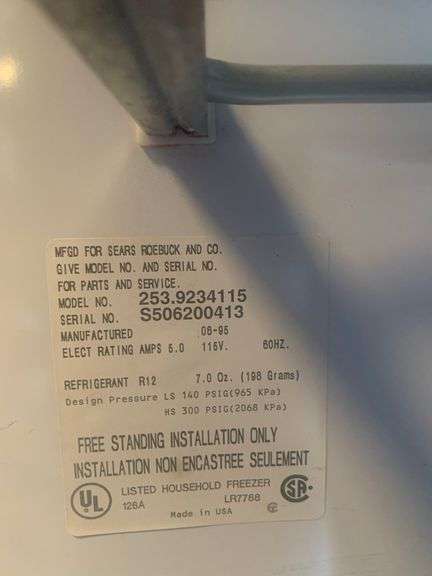 MFGD FOR SEARS ROEBUCK AND CO.
GIVE MODEL NO. AND SERIAL NO.
FOR PARTS AND SERVICE.
MODEL NO. 253.9234115
SERIAL NO. S506200413
MANUFACTURED 06-95
ELECT RATING AMPS 5.0 115V. 60HZ.
REFRIGERANT R12 7.0 Oz. (198 Grams)
Design Pressure LS 140 PSIG(965 KPa)
HS 300 PSIG(2068 KPa)
FREE STANDING INSTALLATION ONLY
INSTALLATION NON ENCASTREE SEULEMENT
UL LISTED HOUSEHOLD FREEZER SA
126A LR7768
Made in USA